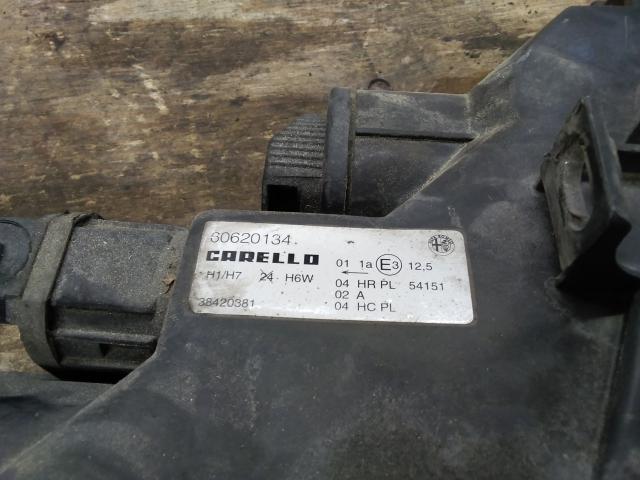 60620134
CARELLO
H1/H7 24 H6W
38420381
01 1a E3 12,5
04 HR PL 54151
02 A
04 HC PL